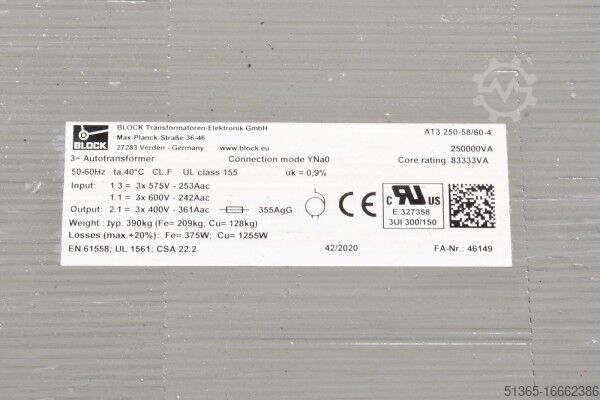 BLOCK
BLOCK Transformatoren-Elektronik GmbH
Max-Planck-Straße 36-46
27283 Verden - Germany www.block.eu
AT3 250-58/60-4
250000VA
3~ Autotransformer Connection mode YNa0 Core rating 83333VA
50-60Hz ta.40°C CL.F UL class 155 uk = 0,9%
Input: 1.3 = 3x 575V - 253Aac
1.1 = 3x 600V - 242Aac
Output: 2.1 = 3x 400V - 361Aac 355AgG
Weight : typ. 390kg (Fe= 209kg; Cu= 128kg)
Losses (max.+20%): Fe= 375W, Cu= 1255W
EN 61558; UL 1561; CSA 22.2 42/2020 FA-Nr.: 46149
CE
C UR US
E 327358
3UI 300/150
51365-16662386